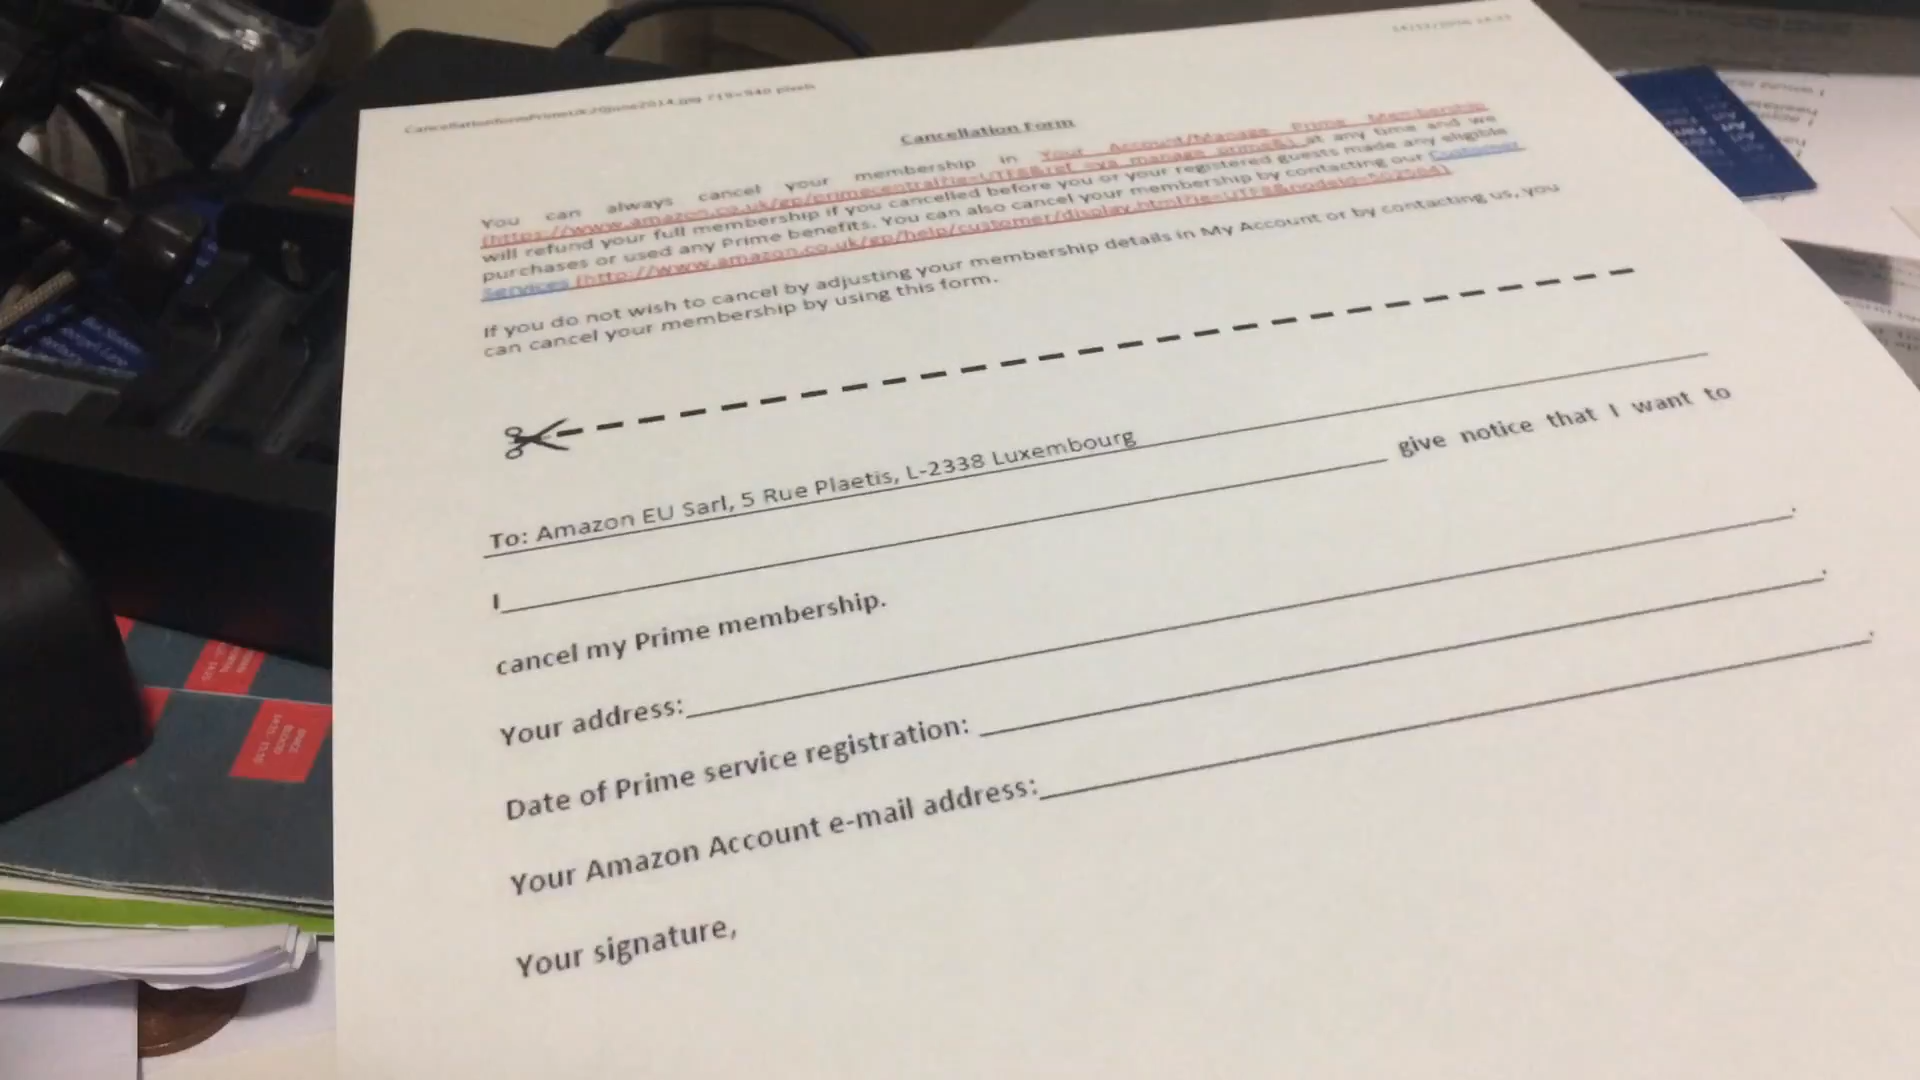 CancellationformPrimeUK20June2014.jpg 719×940 pixels
Cancellation Form
You can always cancel your membership in Your Account/Manage Prime Membership
(https://www.amazon.co.uk/gp/primecentral?ie=UTF8&ref_=ya_manage_prime&) at any time and we
will refund your full membership if you cancelled before you or your registered guests made any eligible
purchases or used any Prime benefits. You can also cancel your membership by contacting our Customer
Services (http://www.amazon.co.uk/gp/help/customer/display.html?ie=UTF8&nodeId=502584).
If you do not wish to cancel by adjusting your membership details in My Account or by contacting us, you
can cancel your membership by using this form.
To: Amazon EU Sarl, 5 Rue Plaetis, L-2338 Luxembourg
I give notice that I want to
cancel my Prime membership.
Your address: .
Date of Prime service registration: .
Your Amazon Account e-mail address: .
Your signature,